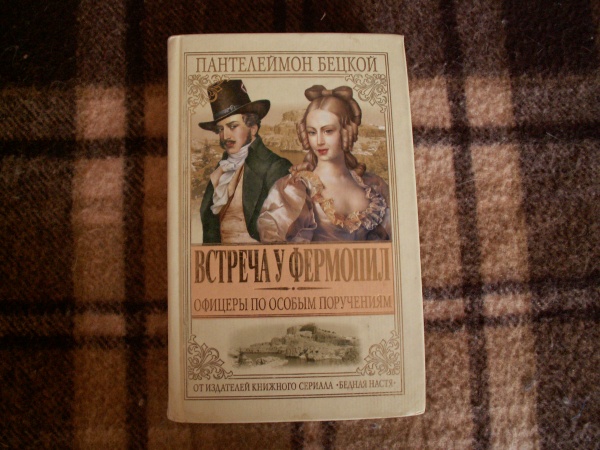 ПАНТЕЛЕЙМОН БЕЦКОЙ
ВСТРЕЧА У ФЕРМОПИЛ
ОФИЦЕРЫ ПО ОСОБЫМ ПОРУЧЕНИЯМ
ОТ ИЗДАТЕЛЕЙ КНИЖНОГО СЕРИАЛА «БЕДНАЯ НАСТЯ»